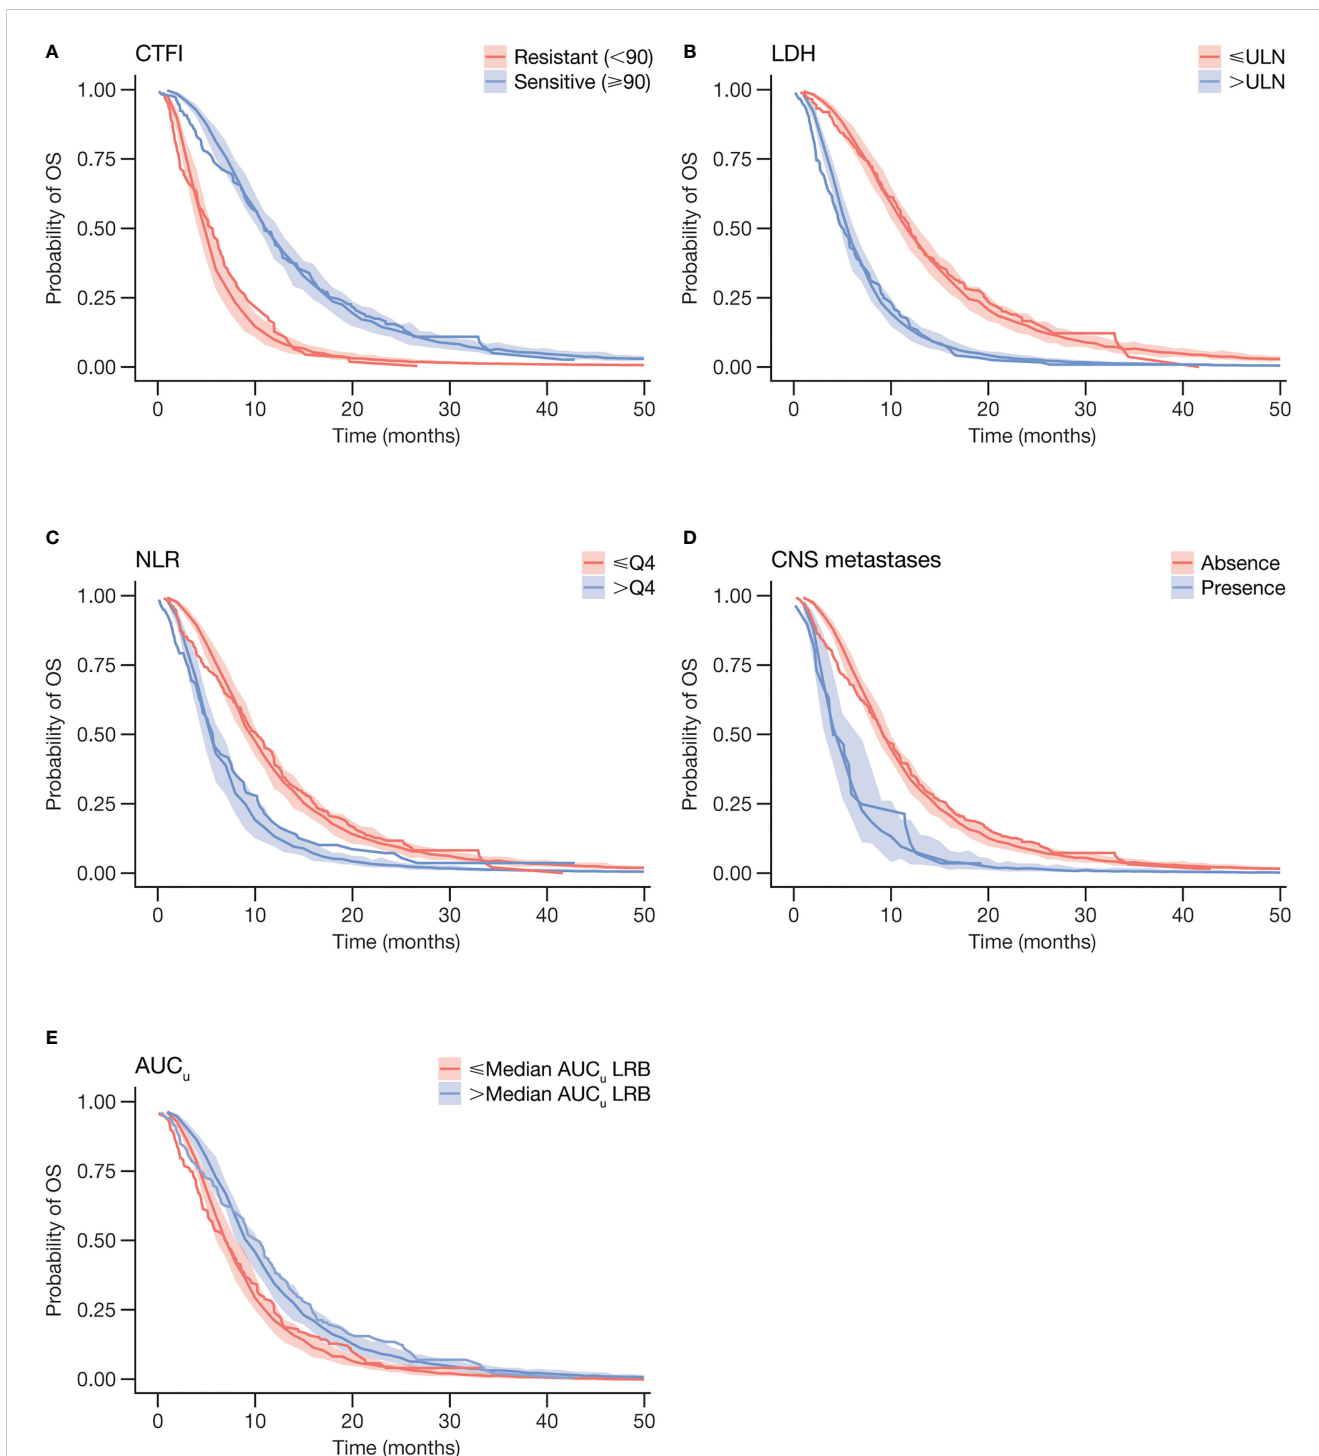 A
CTFI
Resistant (<90)
Sensitive (⩾90)
1.00
0.75
0.50
0.25
0.00
Probability of OS
0 10 20 30 40 50
Time (months)
B
LDH
⩽ULN
>ULN
1.00
0.75
0.50
0.25
0.00
Probability of OS
0 10 20 30 40 50
Time (months)
C
NLR
⩽Q4
>Q4
1.00
0.75
0.50
0.25
0.00
Probability of OS
0 10 20 30 40 50
Time (months)
D
CNS metastases
Absence
Presence
1.00
0.75
0.50
0.25
0.00
Probability of OS
0 10 20 30 40 50
Time (months)
E
AUCu
⩽Median AUCu LRB
>Median AUCu LRB
1.00
0.75
0.50
0.25
0.00
Probability of OS
0 10 20 30 40 50
Time (months)